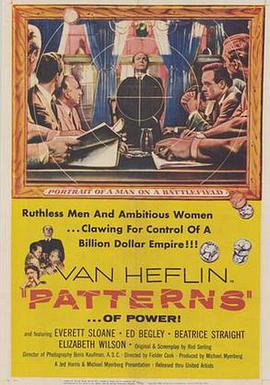 PORTRAIT OF A MAN ON A BATTLEFIELD
Ruthless Men And Ambitious Women
...Clawing For Control Of A
Billion Dollar Empire!!!
VAN HEFLIN IN
"PATTERNS"
...OF POWER!
and featuring EVERETT SLOANE, ED BEGLEY • BEATRICE STRAIGHT
ELIZABETH WILSON • Original & Screenplay by Rod Serling
Director of Photography Boris Kaufman, A.S.C. • Directed by Fielder Cook • Produced by Michael Myerberg
A Jed Harris & Michael Myerberg Presentation • Released thru United Artists